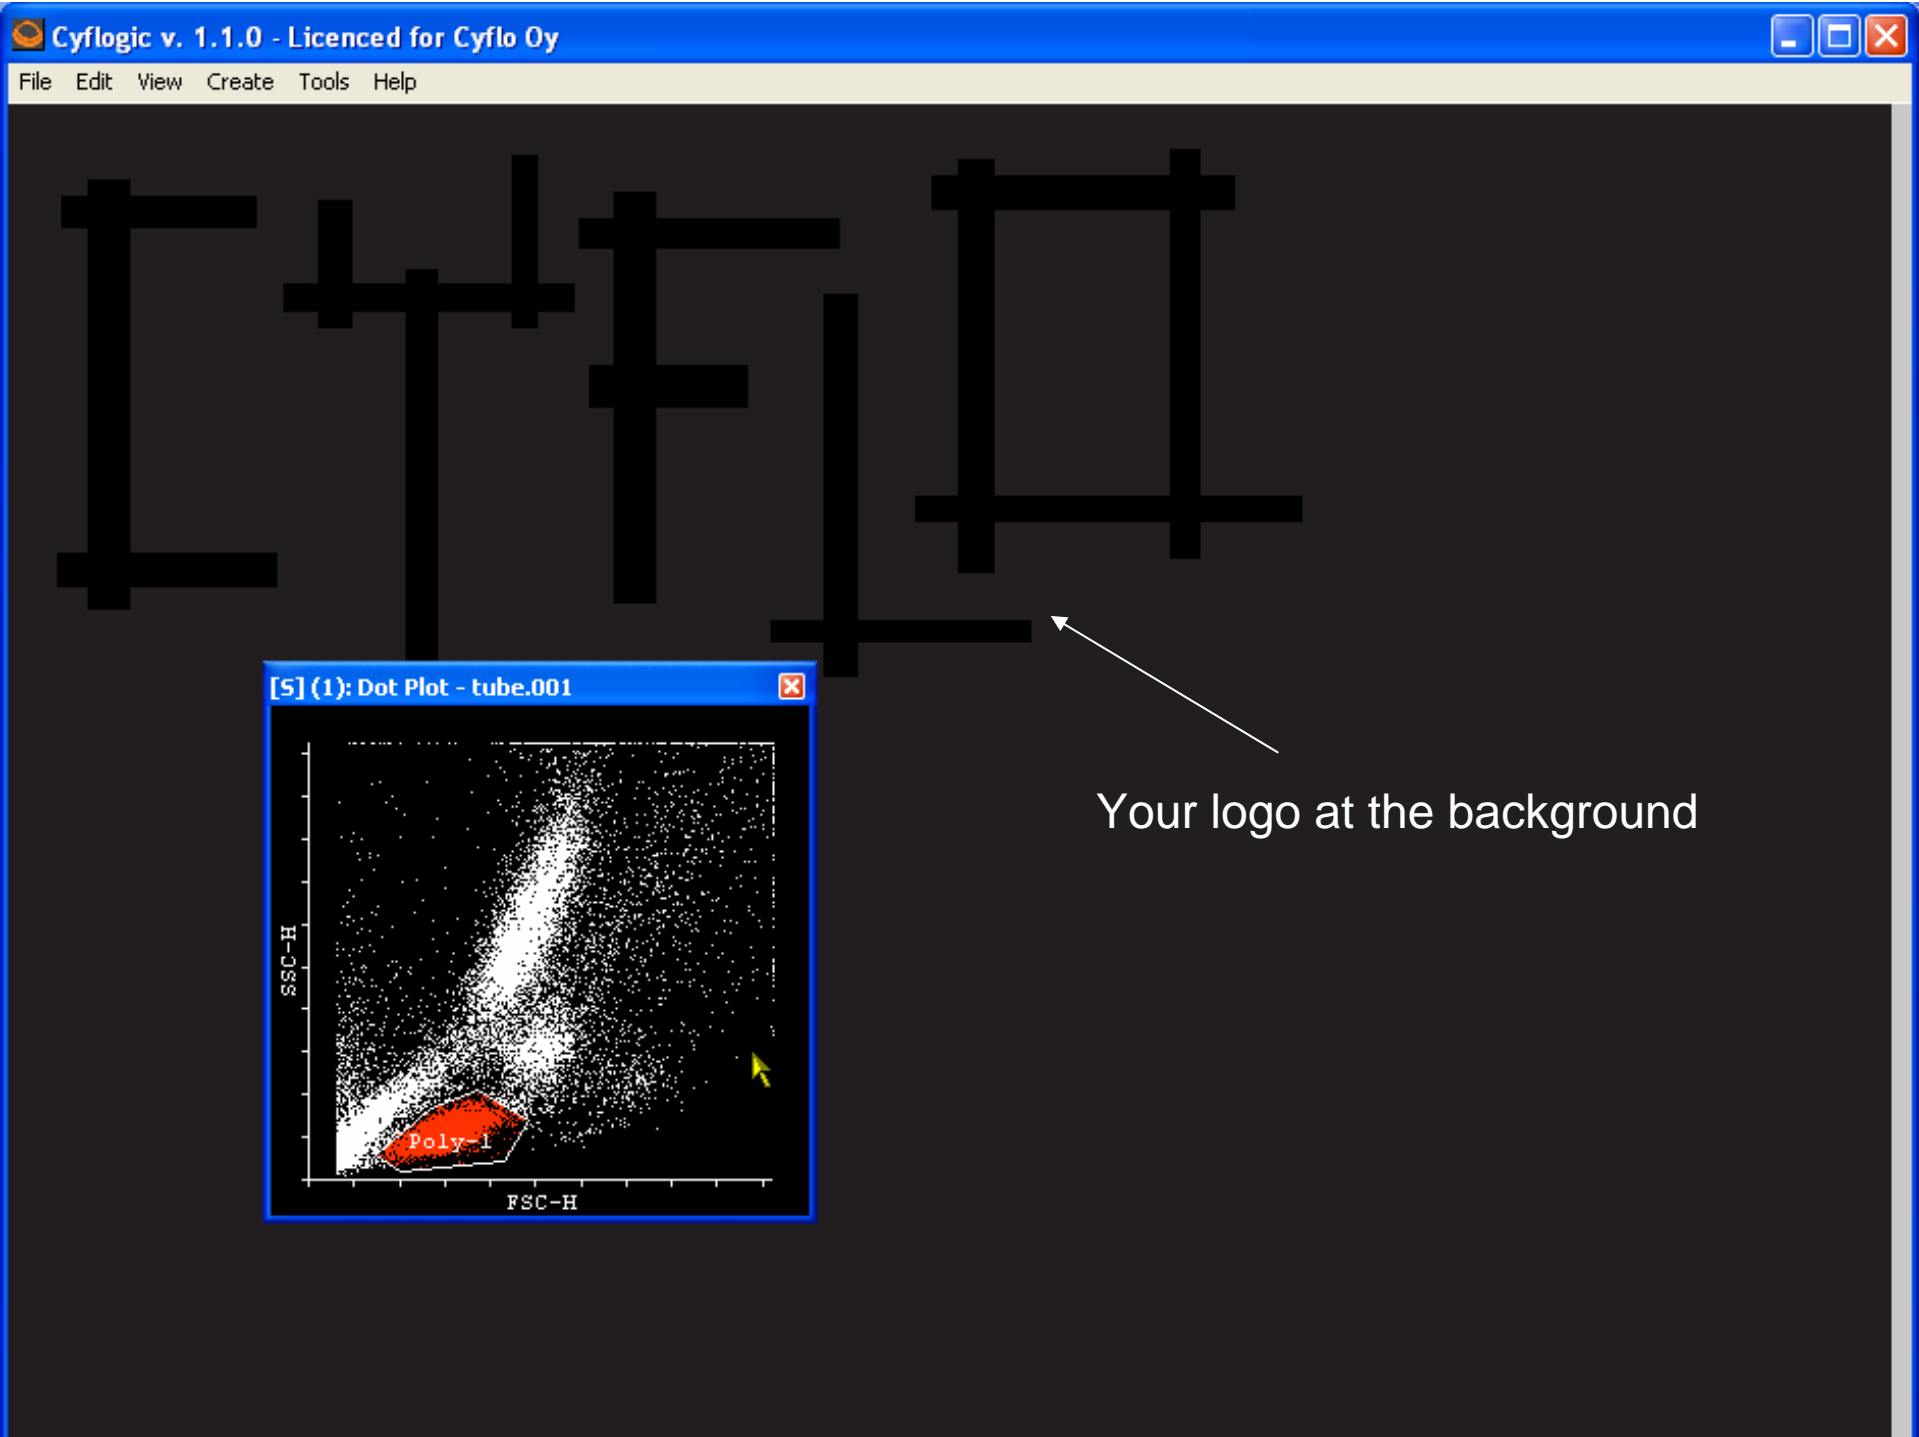 Cyflogic v. 1.1.0 - Licenced for Cyflo Oy
File Edit View Create Tools Help
CYFLO
[S] (1): Dot Plot - tube.001
SSC-H
Poly-1
FSC-H
Your logo at the background